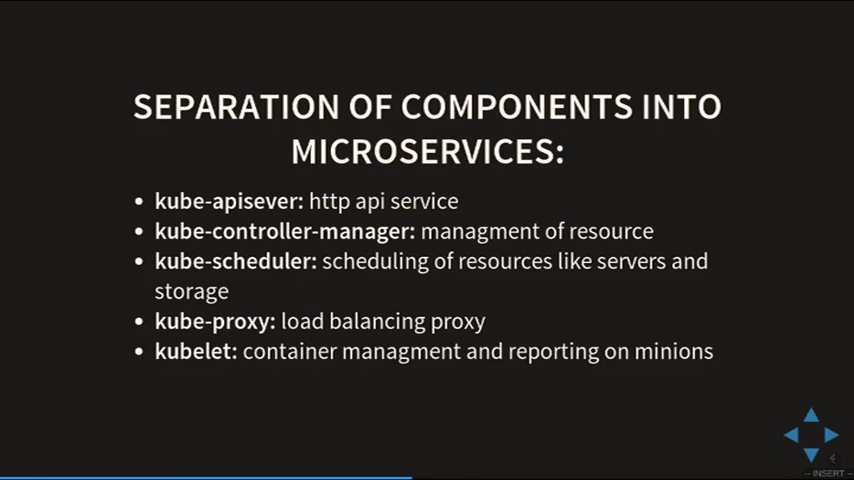 SEPARATION OF COMPONENTS INTO
MICROSERVICES:
• kube-apisever: http api service
• kube-controller-manager: managment of resource
• kube-scheduler: scheduling of resources like servers and
storage
• kube-proxy: load balancing proxy
• kubelet: container managment and reporting on minions
-- INSERT --